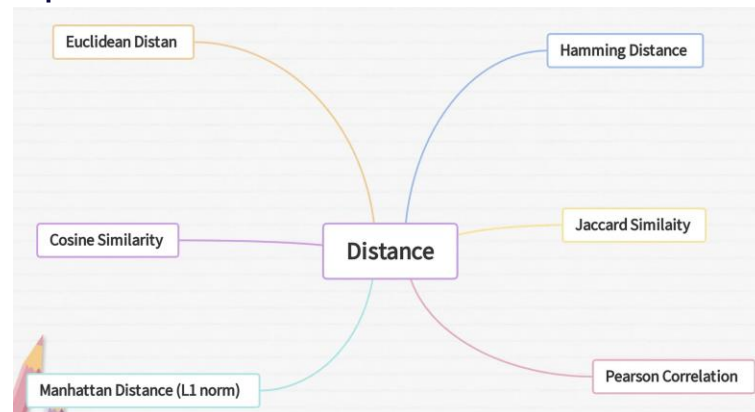 Euclidean Distan
Hamming Distance
Cosine Similarity
Distance
Jaccard Similaity
Manhattan Distance (L1 norm)
Pearson Correlation